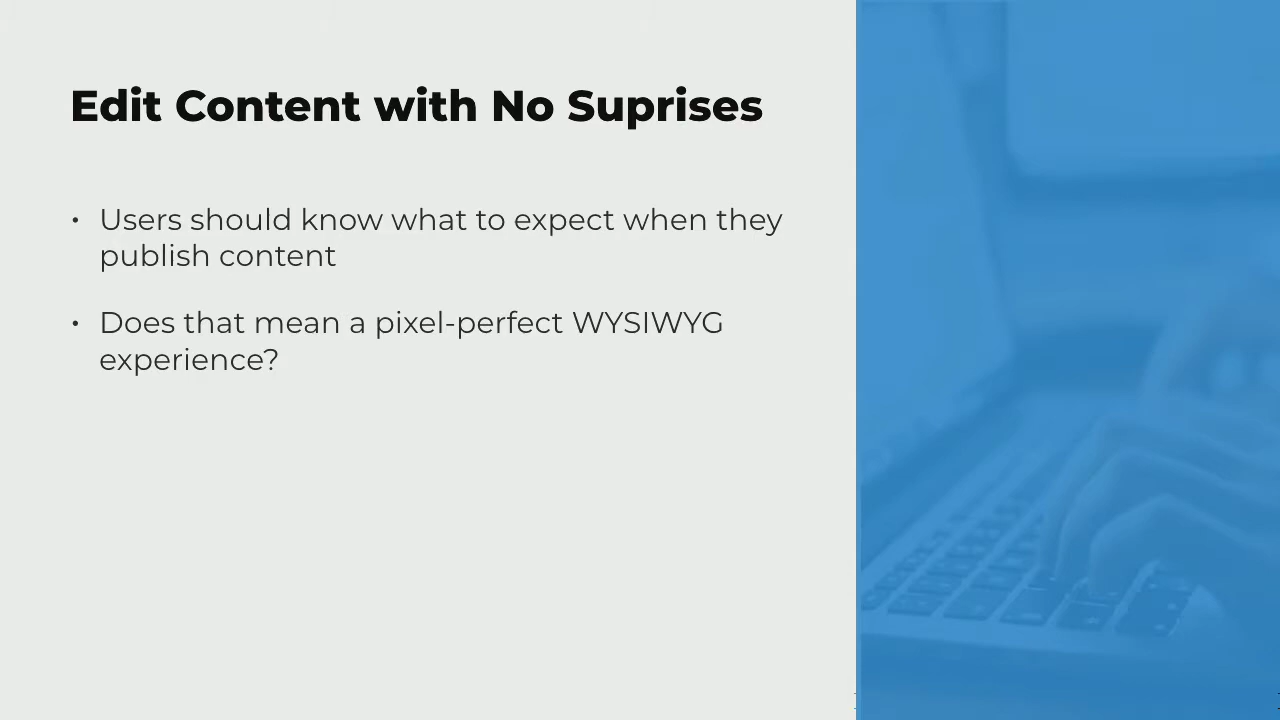 Edit Content with No Suprises
• Users should know what to expect when they
publish content
• Does that mean a pixel-perfect WYSIWYG
experience?